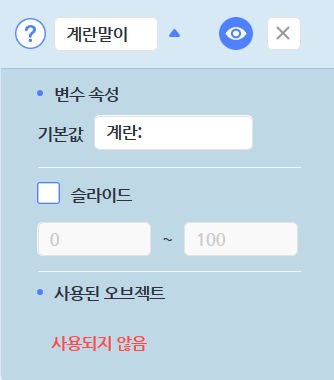 ? 계란말이
변수 속성
기본값 계란:
슬라이드
0 ~ 100
사용된 오브젝트
사용되지 않음